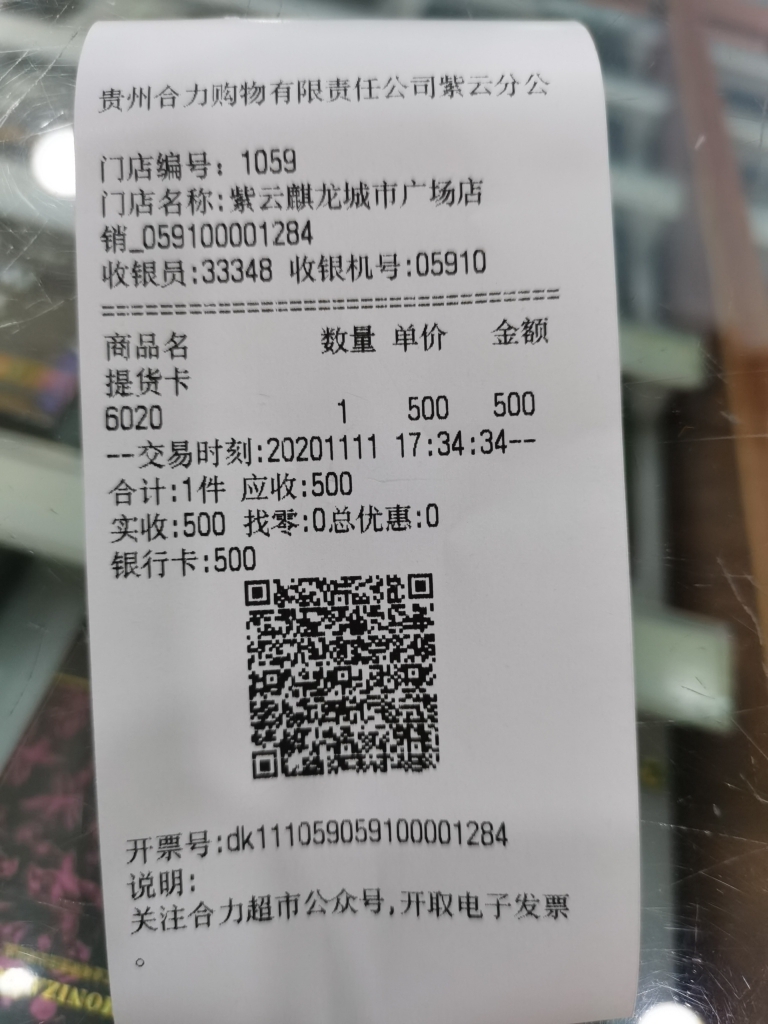 贵州合力购物有限责任公司紫云分公
门店编号：1059
门店名称:紫云麒龙城市广场店
销_059100001284
收银员:33348 收银机号:05910
================================
商品名 数量 单价 金额
提货卡
6020 1 500 500
--交易时刻:20201111 17:34:34--
合计:1件 应收:500
实收:500 找零:0总优惠:0
银行卡:500
开票号:dk111059059100001284
说明:
关注合力超市公众号,开取电子发票
。